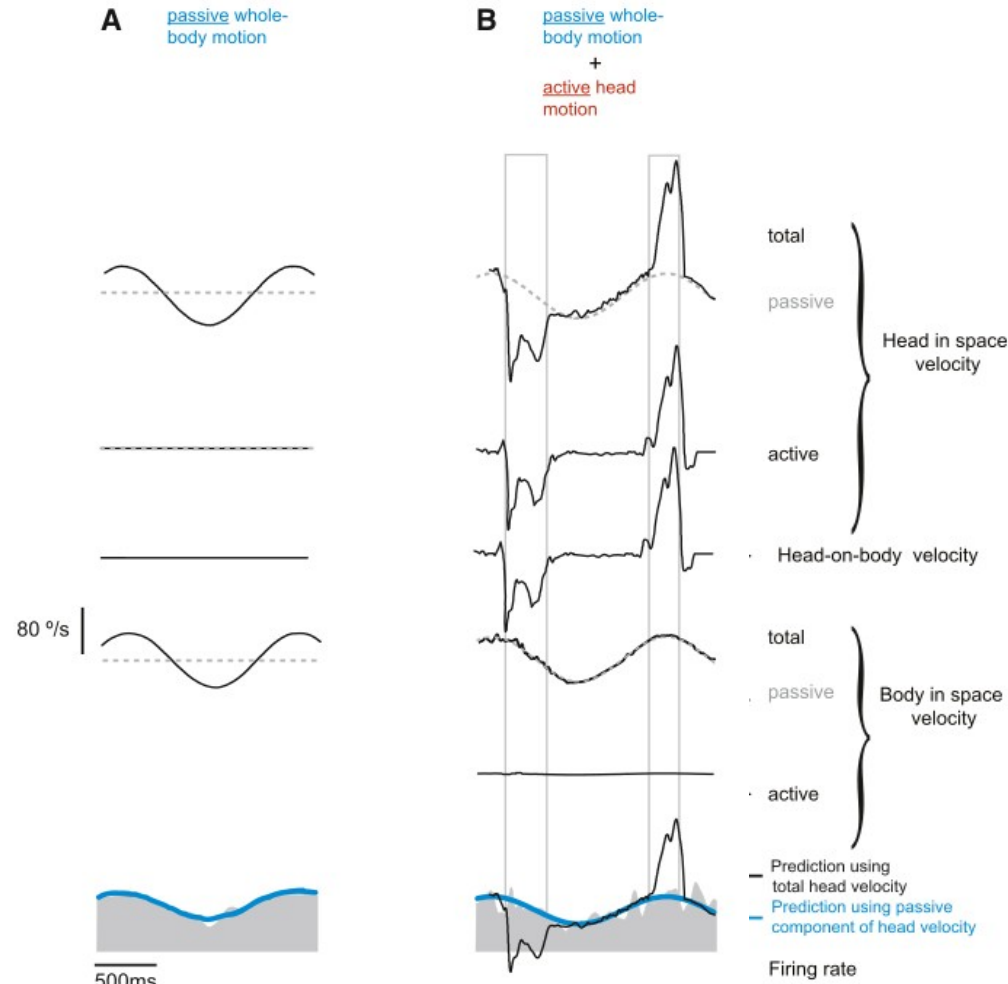 A
passive whole-
body motion
B
passive whole-
body motion
+
active head
motion
total
passive
Head in space
velocity
active
Head-on-body velocity
80 º/s
total
passive
Body in space
velocity
active
Prediction using
total head velocity
Prediction using passive
component of head velocity
Firing rate
500ms